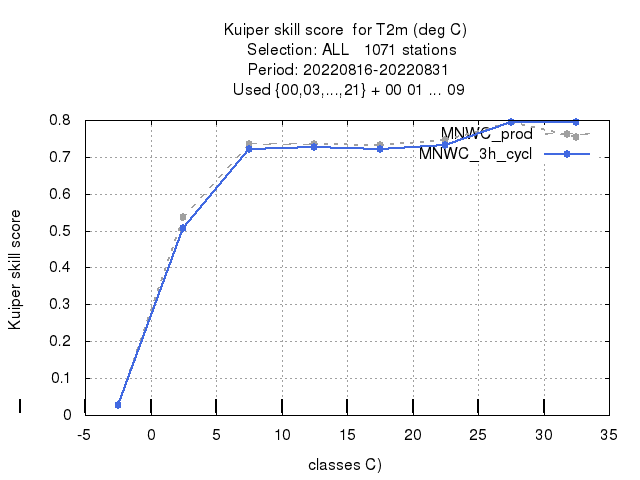 Kuiper skill score  for T2m (deg C)
Selection: ALL   1071 stations
Period: 20220816-20220831
Used {00,03,...,21} + 00 01 ... 09
MNWC_prod
MNWC_3h_cycl
Kuiper skill score
0.8
0.7
0.6
0.5
0.4
0.3
0.2
0.1
0
-5 0 5 10 15 20 25 30 35
classes C)